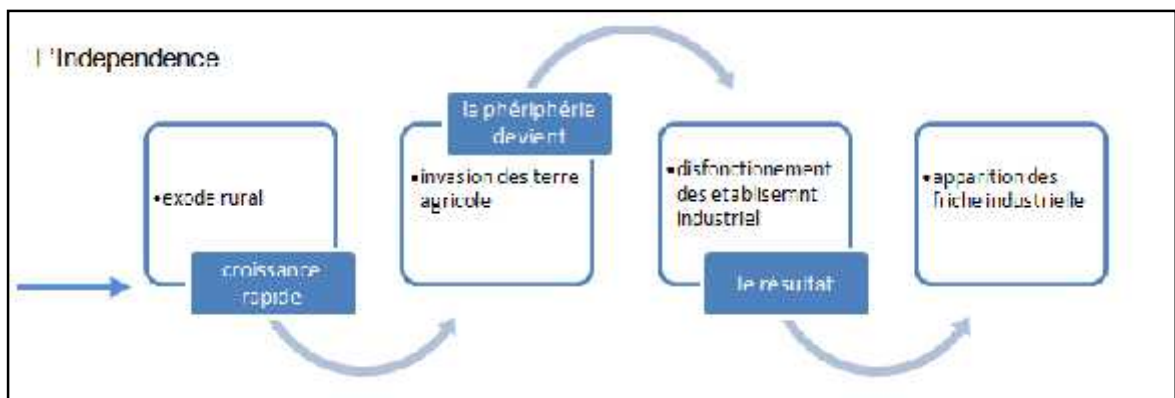 l'Independence
la phériphérie
devient
•exode rural
•invasion des terre
agricole
•disfonctionement
des etablisemnt
industriel
•apparition des
friche industrielle
croissance
rapide
le résultat